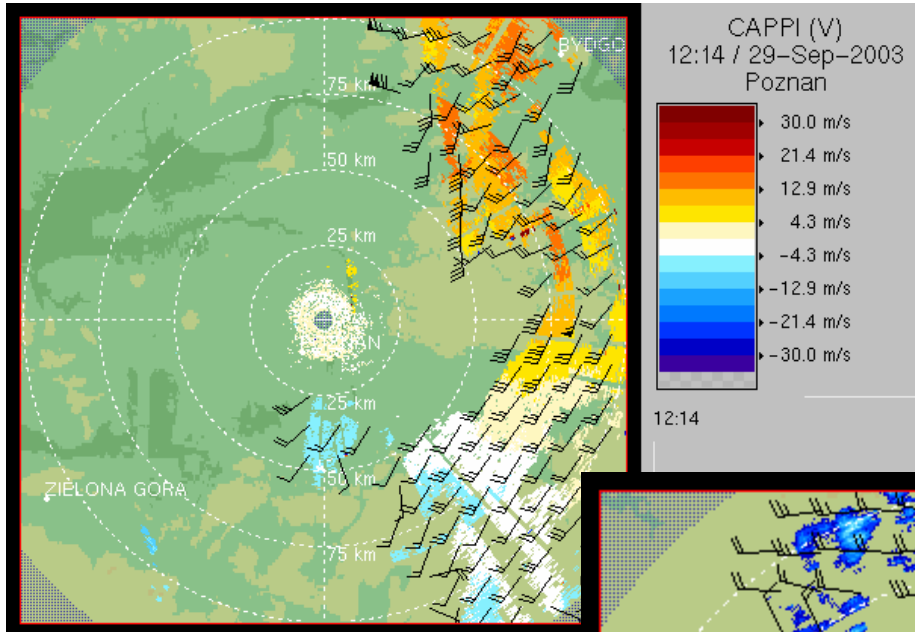 CAPPI (V)
12:14 / 29-Sep-2003
Poznan
30.0 m/s
21.4 m/s
12.9 m/s
4.3 m/s
-4.3 m/s
-12.9 m/s
-21.4 m/s
-30.0 m/s
12:14
BYDGO
75 km
50 km
25 km
25 km
50 km
ZIELONA GORA
75 km